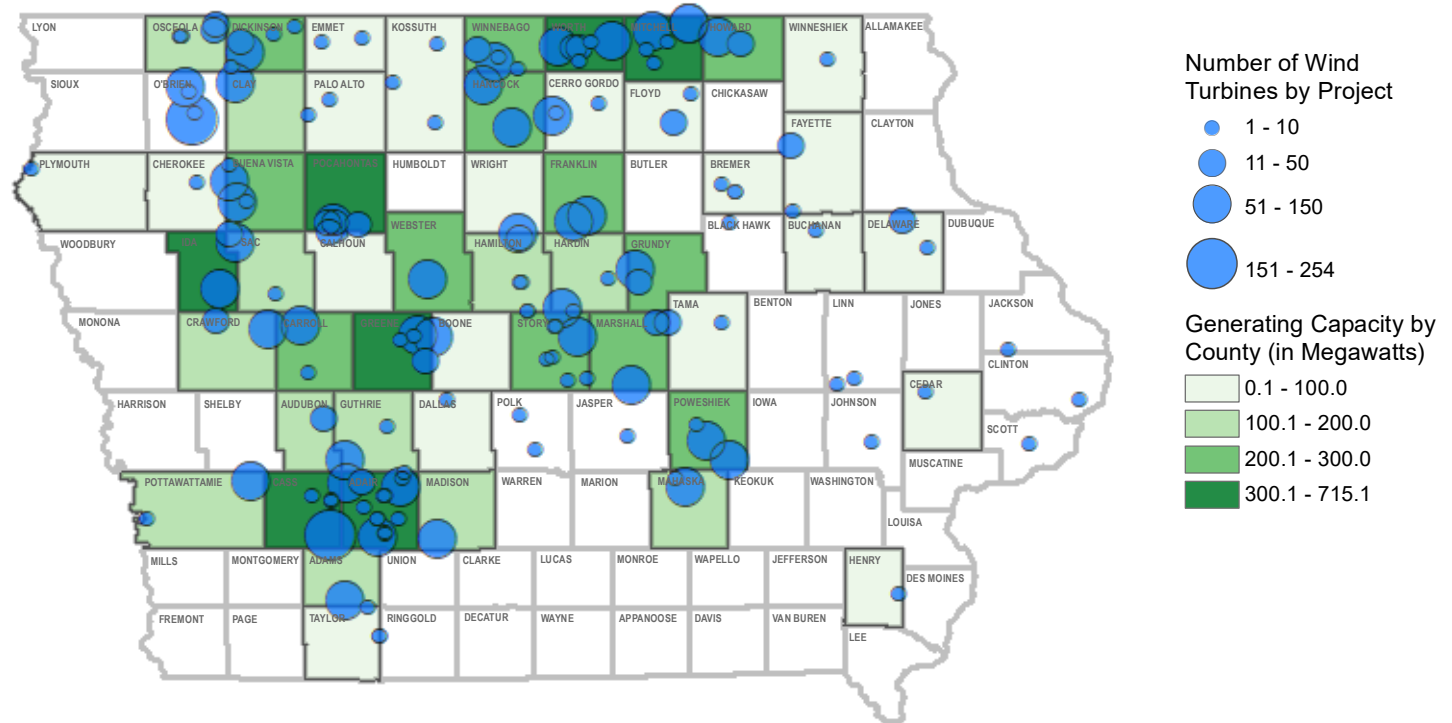 LYON
OSCEOLA
DICKINSON
EMMET
KOSSUTH
WINNEBAGO
MITCHELL
HOWARD
WINNESHIEK
ALLAMAKEE
SIOUX
O'BRIEN
CLAY
PALO ALTO
HANCOCK
CERRO GORDO
FLOYD
CHICKASAW
FAYETTE
CLAYTON
PLYMOUTH
CHEROKEE
BUENA VISTA
POCAHONTAS
HUMBOLDT
WRIGHT
FRANKLIN
BUTLER
BREMER
WOODBURY
SAC
CALHOUN
WEBSTER
HAMILTON
HARDIN
GRUNDY
BLACK HAWK
BUCHANAN
DELAWARE
DUBUQUE
MONONA
CRAWFORD
CARROLL
BOONE
STORY
MARSHALL
TAMA
BENTON
LINN
JONES
JACKSON
CLINTON
HARRISON
SHELBY
AUDUBON
GUTHRIE
DALLAS
POLK
JASPER
POWESHIEK
IOWA
JOHNSON
CEDAR
SCOTT
MUSCATINE
POTTAWATTAMIE
MADISON
WARREN
MARION
MAHASKA
KEOKUK
WASHINGTON
LOUISA
MILLS
MONTGOMERY
ADAMS
UNION
CLARKE
LUCAS
MONROE
WAPELLO
JEFFERSON
HENRY
DES MOINES
FREMONT
PAGE
TAYLOR
RINGGOLD
DECATUR
WAYNE
APPANOOSE
DAVIS
VAN BUREN
LEE
Number of Wind
Turbines by Project
1 - 10
11 - 50
51 - 150
151 - 254
Generating Capacity by
County (in Megawatts)
0.1 - 100.0
100.1 - 200.0
200.1 - 300.0
300.1 - 715.1